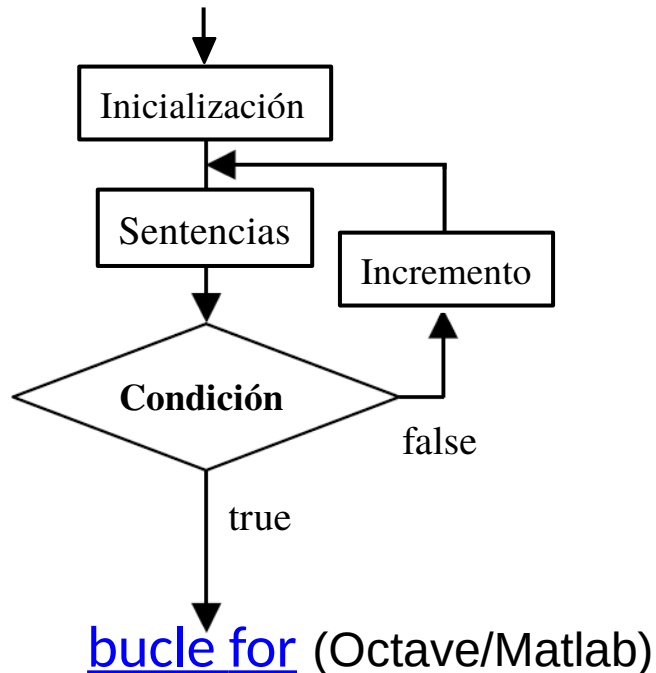 Inicialización
Sentencias
Incremento
Condición
false
true
bucle for (Octave/Matlab)